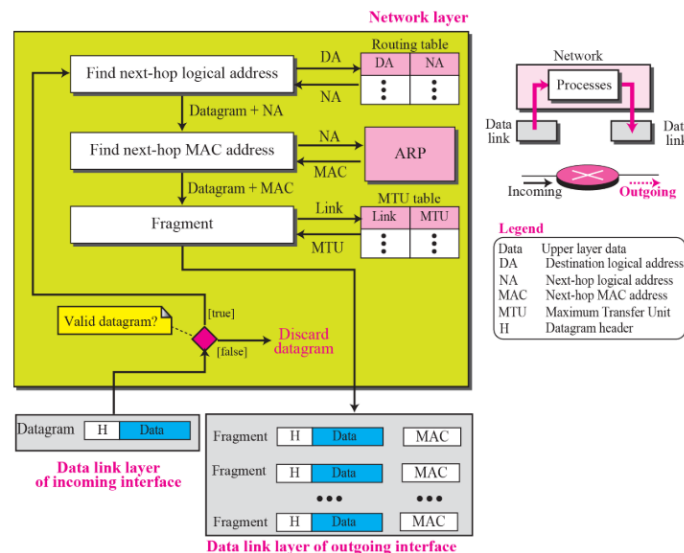 Network layer
Routing table
Find next-hop logical address
DA
NA
DA NA
Datagram + NA
Find next-hop MAC address
NA
MAC
ARP
Datagram + MAC
MTU table
Fragment
Link
MTU
Link MTU
[true]
Valid datagram?
[false]
Discard
datagram
Datagram H Data
Data link layer
of incoming interface
Fragment H Data MAC
Fragment H Data MAC
Fragment H Data MAC
Data link layer of outgoing interface
Network
Processes
Data
link
Data
link
Incoming
Outgoing
Legend
Data Upper layer data
DA Destination logical address
NA Next-hop logical address
MAC Next-hop MAC address
MTU Maximum Transfer Unit
H Datagram header